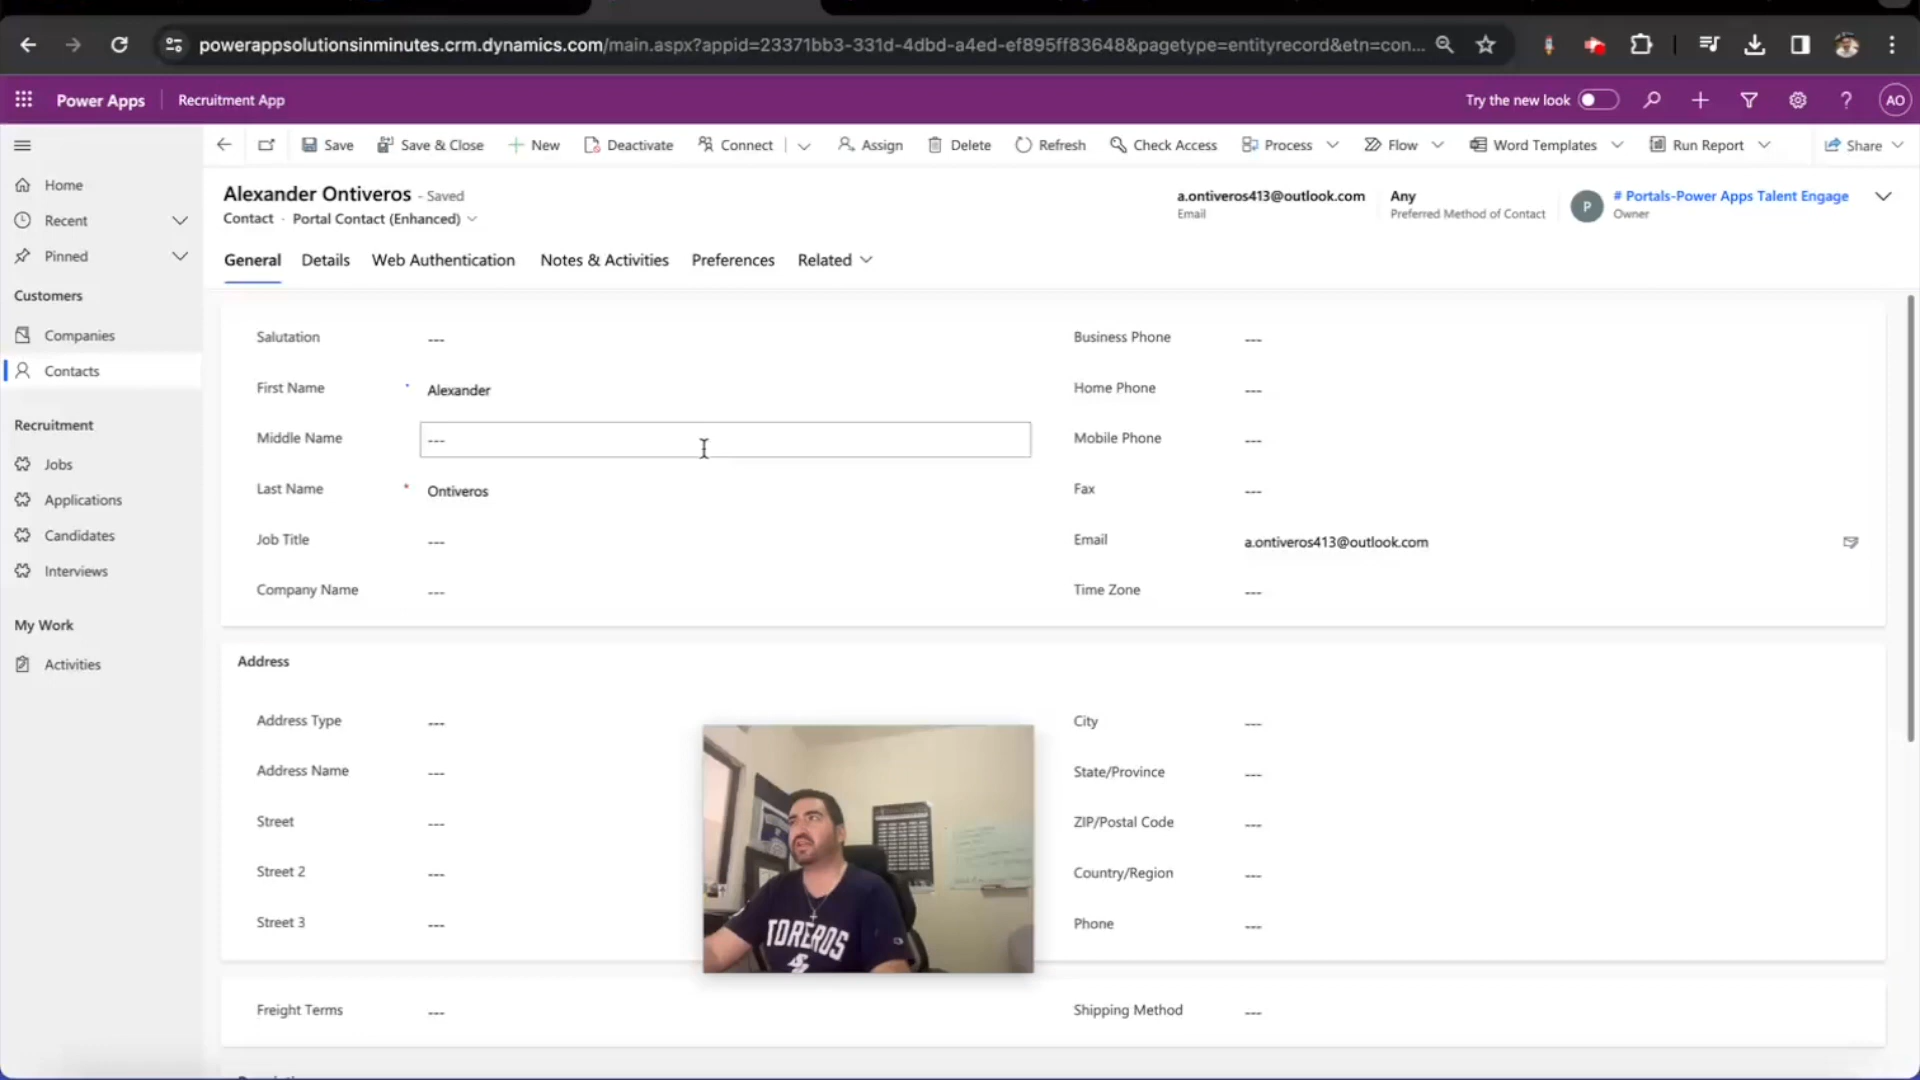 powerappsolutionsinminutes.crm.dynamics.com/main.aspx?appid=23371bb3-331d-4dbd-a4ed-ef895ff83648&pagetype=entityrecord&etn=con...
Power Apps
Recruitment App
Try the new look
AO
Save
Save & Close
New
Deactivate
Connect
Assign
Delete
Refresh
Check Access
Process
Flow
Word Templates
Run Report
Share
Home
Recent
Pinned
Customers
Companies
Contacts
Recruitment
Jobs
Applications
Candidates
Interviews
My Work
Activities
Alexander Ontiveros - Saved
Contact · Portal Contact (Enhanced)
a.ontiveros413@outlook.com
Email
Any
Preferred Method of Contact
P
# Portals-Power Apps Talent Engage
Owner
General
Details
Web Authentication
Notes & Activities
Preferences
Related
Salutation ---
First Name * Alexander
Middle Name ---
Last Name * Ontiveros
Job Title ---
Company Name ---
Business Phone ---
Home Phone ---
Mobile Phone ---
Fax ---
Email a.ontiveros413@outlook.com
Time Zone ---
Address
Address Type ---
Address Name ---
Street ---
Street 2 ---
Street 3 ---
City ---
State/Province ---
ZIP/Postal Code ---
Country/Region ---
Phone ---
TOREROS
Freight Terms ---
Shipping Method ---